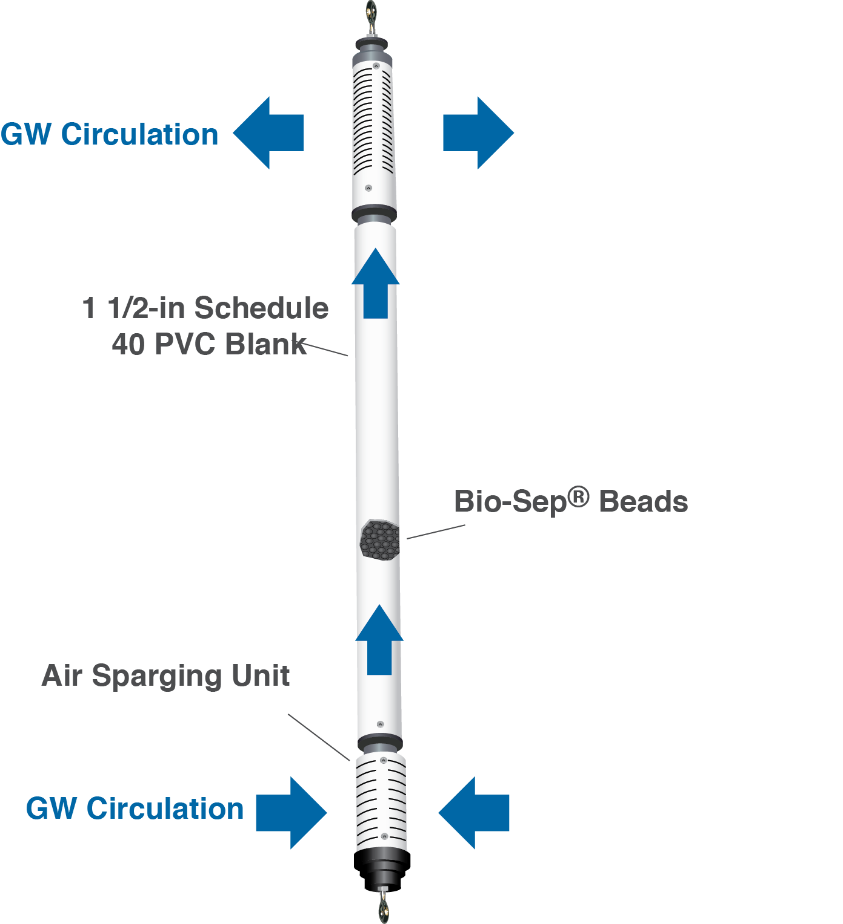 GW Circulation
1 1/2-in Schedule
40 PVC Blank
Bio-Sep® Beads
Air Sparging Unit
GW Circulation